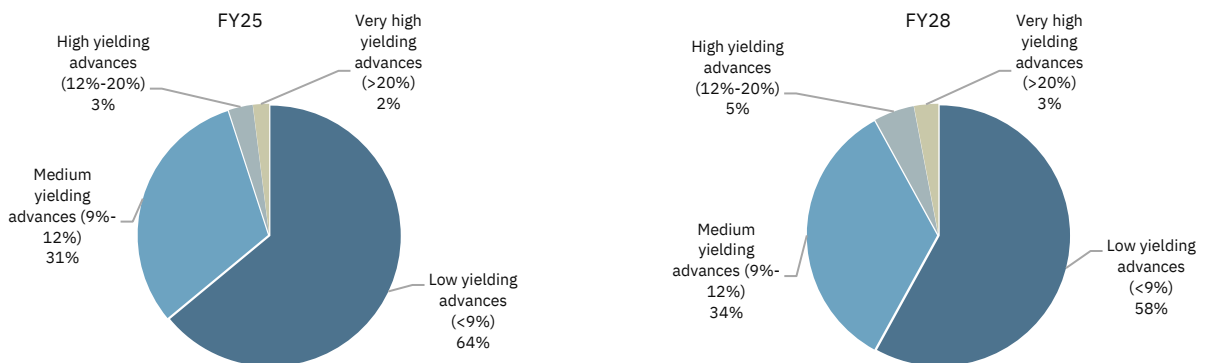 FY25
High yielding
advances
(12%-20%)
3%
Very high
yielding
advances
(>20%)
2%
Medium
yielding
advances (9%-
12%)
31%
Low yielding
advances
(<9%)
64%
FY28
High yielding
advances
(12%-20%)
5%
Very high
yielding
advances
(>20%)
3%
Medium
yielding
advances (9%-
12%)
34%
Low yielding
advances
(<9%)
58%